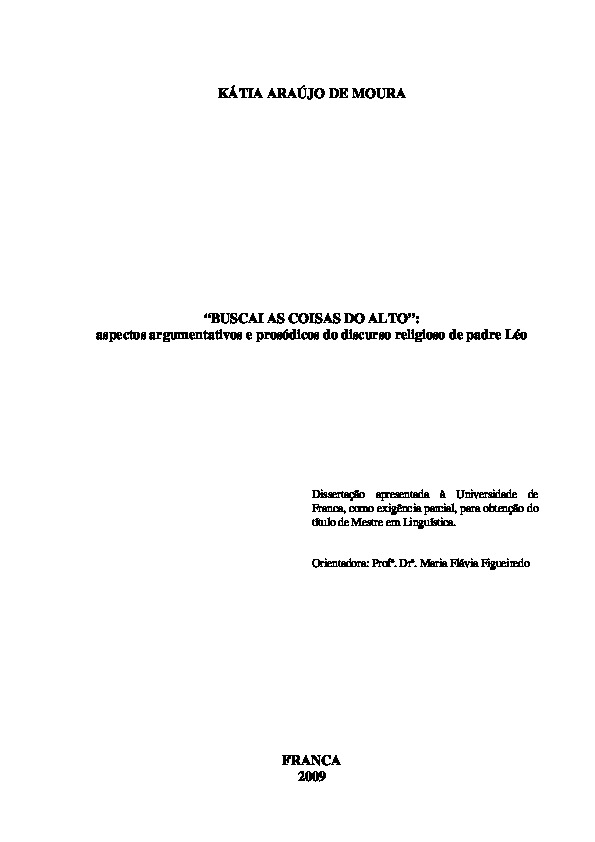 KÁTIA ARAÚJO DE MOURA
“BUSCAI AS COISAS DO ALTO”:
aspectos argumentativos e prosódicos do discurso religioso de padre Léo
Dissertação apresentada à Universidade de
Franca, como exigência parcial, para obtenção do
título de Mestre em Linguística.
Orientadora: Profª. Drª. Maria Flávia Figueiredo
FRANCA
2009